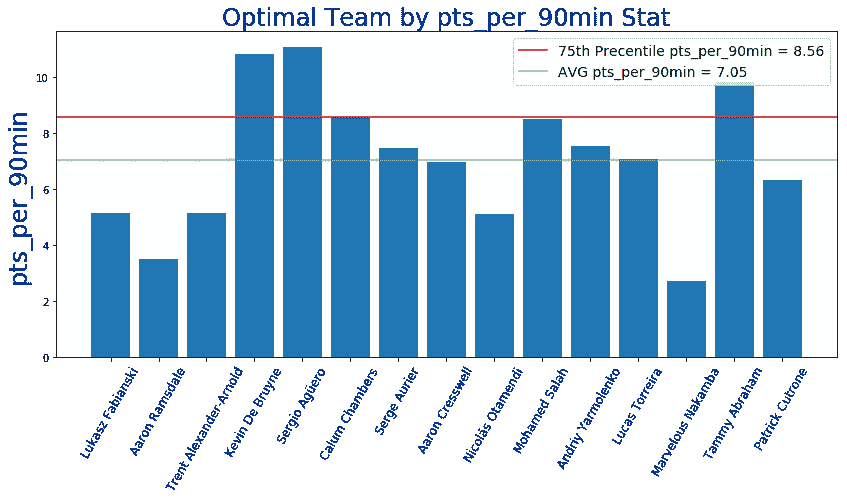 Optimal Team by pts_per_90min Stat
75th Precentile pts_per_90min = 8.56
AVG pts_per_90min = 7.05
pts_per_90min
10
8
6
4
2
0
Lukasz Fabianski
Aaron Ramsdale
Trent Alexander-Arnold
Kevin De Bruyne
Sergio Agüero
Calum Chambers
Serge Aurier
Aaron Cresswell
Nicolás Otamendi
Mohamed Salah
Andriy Yarmolenko
Lucas Torreira
Marvelous Nakamba
Tammy Abraham
Patrick Cutrone